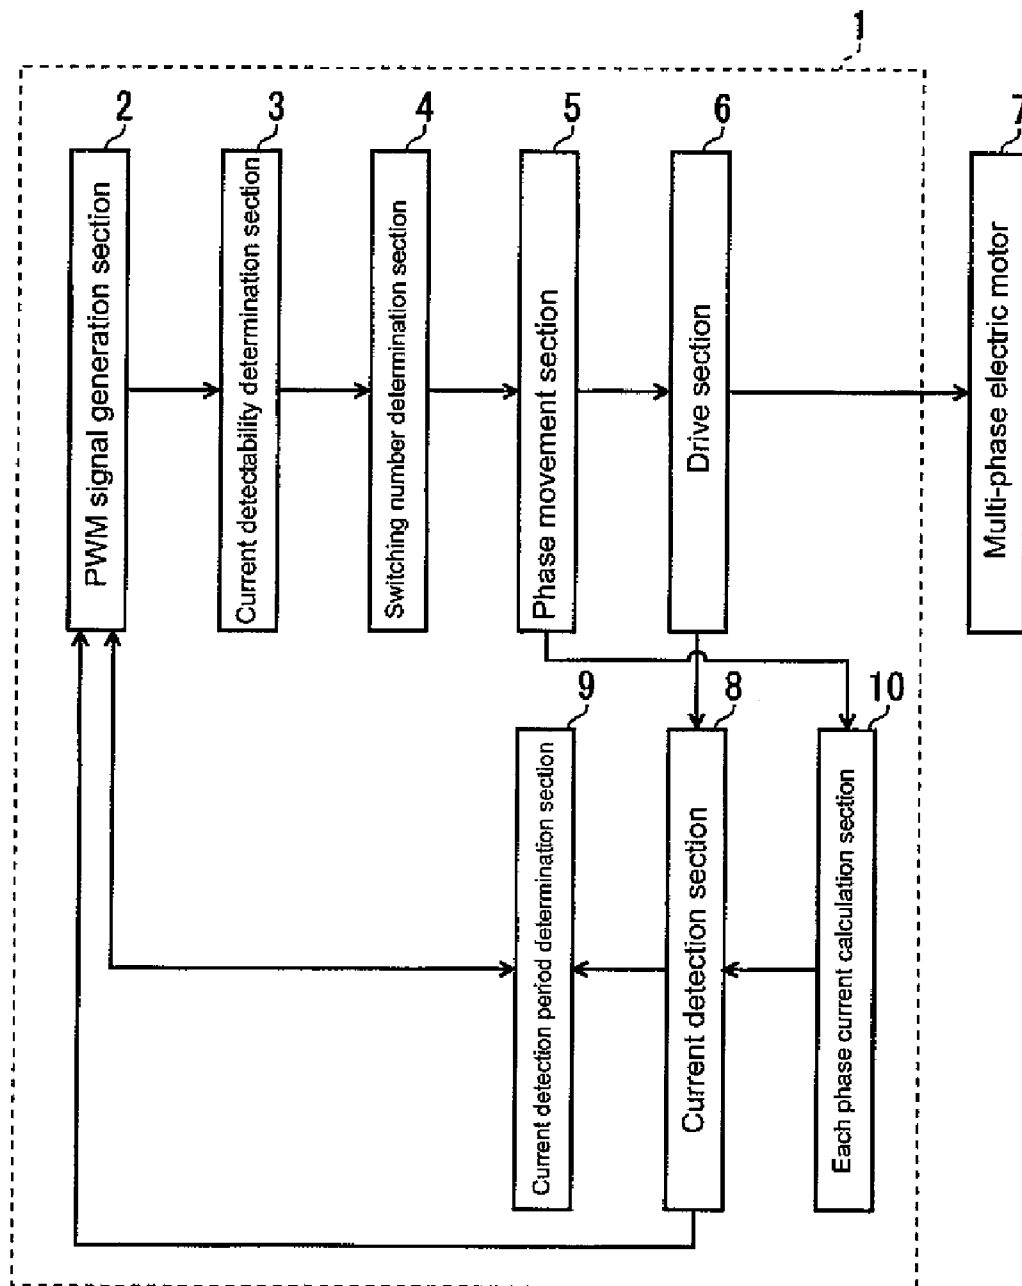 1
2
PWM signal generation section
3
Current detectability determination section
4
Switching number determination section
5
Phase movement section
6
Drive section
7
Multi-phase electric motor
9
Current detection period determination section
8
Current detection section
10
Each phase current calculation section